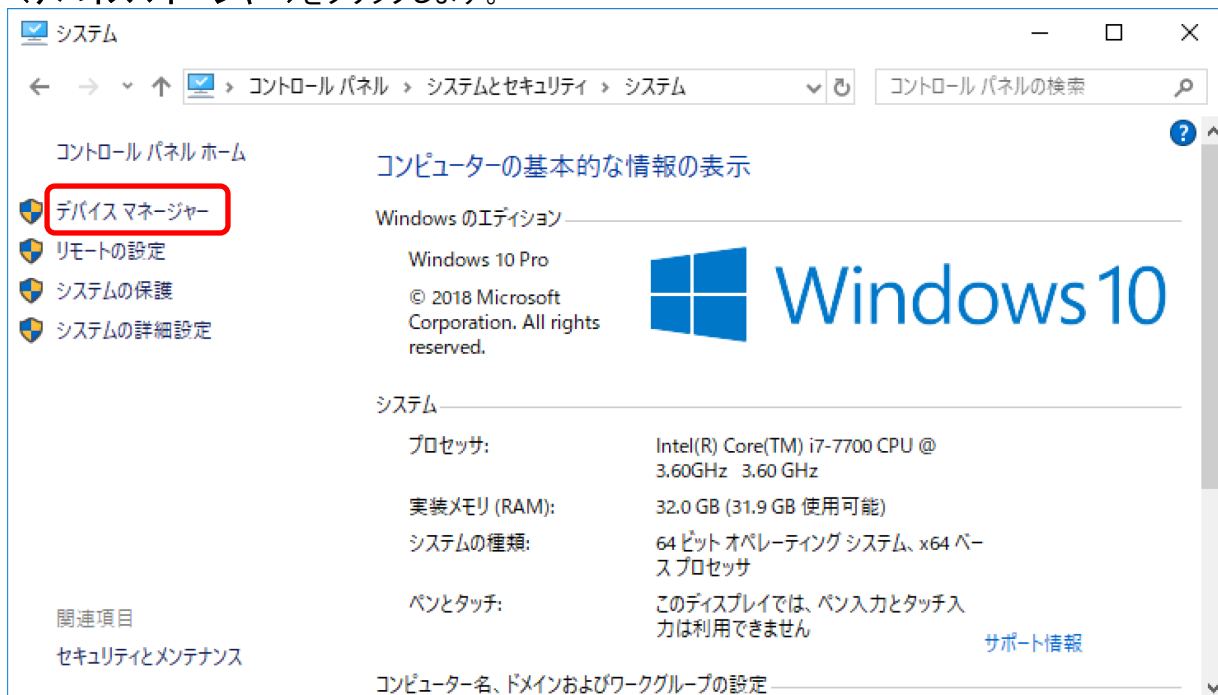 システム
コントロール パネル › システムとセキュリティ › システム
コントロール パネルの検索
コントロール パネル ホーム
デバイス マネージャー
リモートの設定
システムの保護
システムの詳細設定
関連項目
セキュリティとメンテナンス
コンピューターの基本的な情報の表示
Windows のエディション
Windows 10 Pro
© 2018 Microsoft
Corporation. All rights
reserved.
Windows 10
システム
プロセッサ:
Intel(R) Core(TM) i7-7700 CPU @
3.60GHz 3.60 GHz
実装メモリ (RAM):
32.0 GB (31.9 GB 使用可能)
システムの種類:
64 ビット オペレーティング システム、x64 ベー
ス プロセッサ
ペンとタッチ:
このディスプレイでは、ペン入力とタッチ入
力は利用できません
サポート情報
コンピューター名、ドメインおよびワークグループの設定